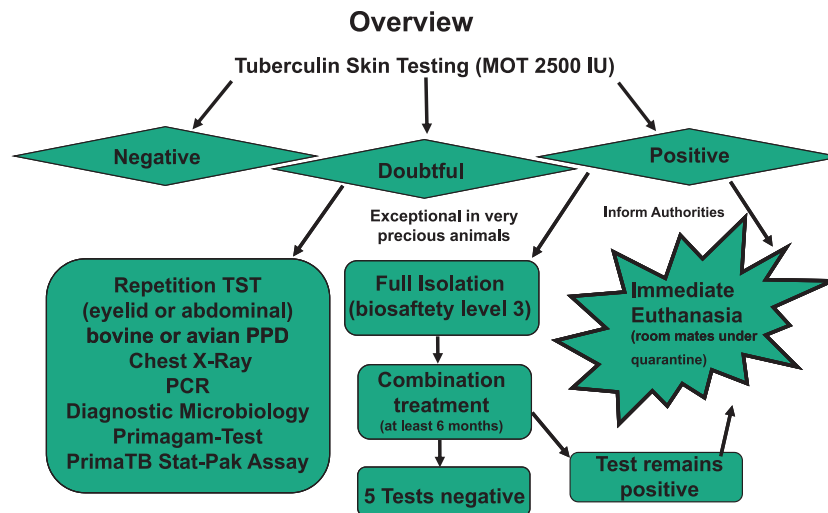 Overview
Tuberculin Skin Testing (MOT 2500 IU)
Negative
Doubtful
Positive
Exceptional in very
precious animals
Inform Authorities
Repetition TST
(eyelid or abdominal)
bovine or avian PPD
Chest X-Ray
PCR
Diagnostic Microbiology
Primagam-Test
PrimaTB Stat-Pak Assay
Full Isolation
(biosaftety level 3)
Immediate
Euthanasia
(room mates under
quarantine)
Combination
treatment
(at least 6 months)
5 Tests negative
Test remains
positive